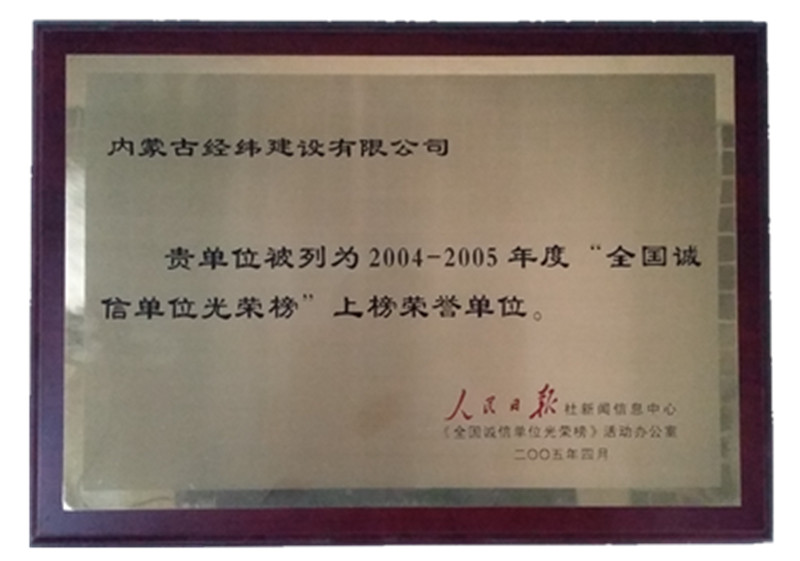 内蒙古经纬建设有限公司
贵单位被列为2004-2005年度“全国诚
信单位光荣榜”上榜荣誉单位。
人民日报社新闻信息中心
《全国诚信单位光荣榜》活动办公室
二〇〇五年四月